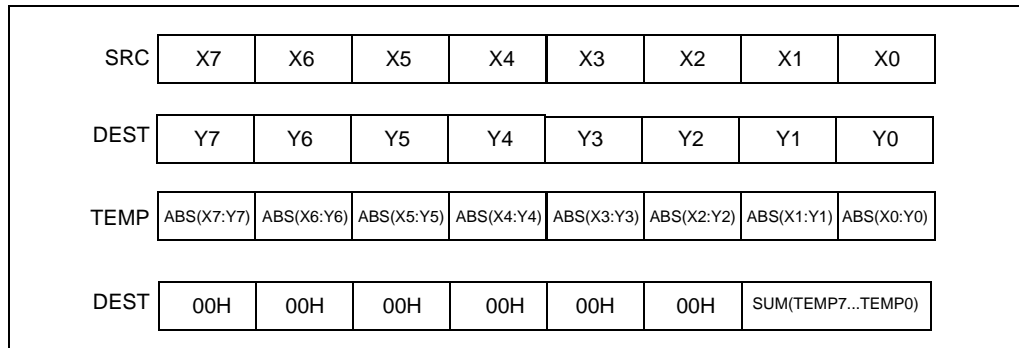 SRC X7 X6 X5 X4 X3 X2 X1 X0
DEST Y7 Y6 Y5 Y4 Y3 Y2 Y1 Y0
TEMP ABS(X7:Y7) ABS(X6:Y6) ABS(X5:Y5) ABS(X4:Y4) ABS(X3:Y3) ABS(X2:Y2) ABS(X1:Y1) ABS(X0:Y0)
DEST 00H 00H 00H 00H 00H 00H SUM(TEMP7...TEMP0)